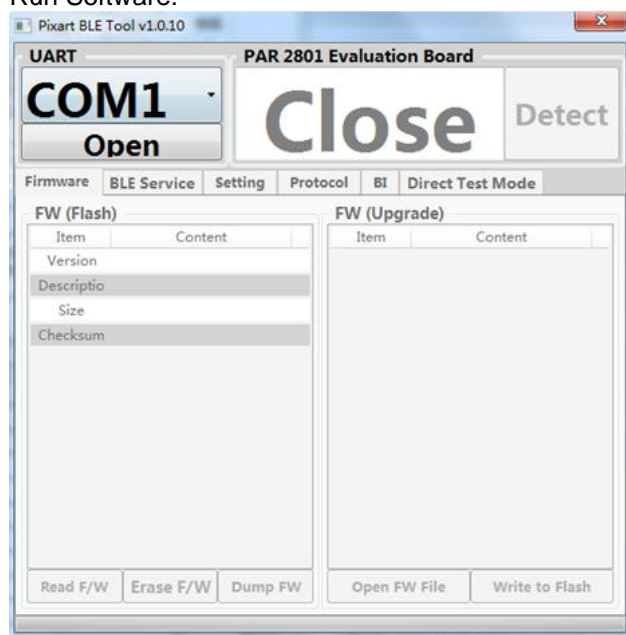 Run Software.
Pixart BLE Tool v1.0.10
UART
PAR 2801 Evaluation Board
COM1
Open
Close
Detect
Firmware BLE Service Setting Protocol BI Direct Test Mode
FW (Flash)
FW (Upgrade)
Item Content
Item Content
Version
Descriptio
Size
Checksum
Read F/W Erase F/W Dump FW
Open FW File Write to Flash